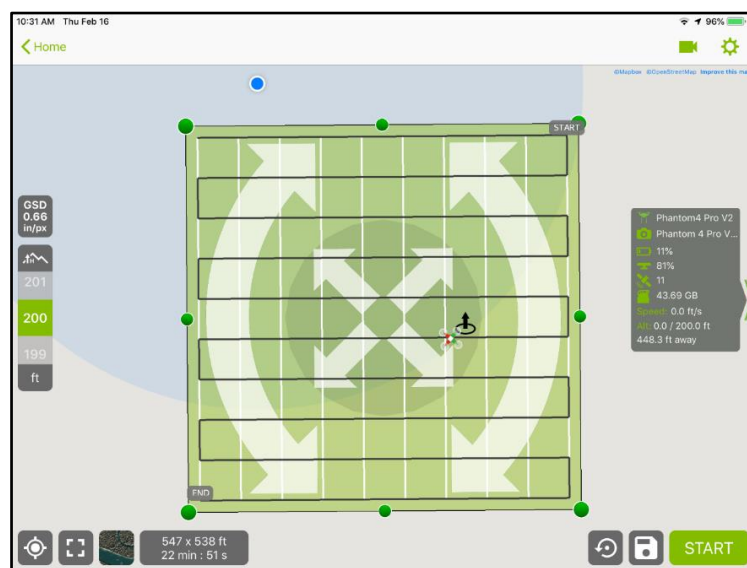 10:31 AM Thu Feb 16
96%
Home
©Mapbox ©OpenStreetMap Improve this ma
START
GSD
0.66
in/px
201
200
199
ft
Phantom4 Pro V2
Phantom 4 Pro V...
11%
81%
11
43.69 GB
Speed: 0.0 ft/s
Alt: 0.0 / 200.0 ft
448.3 ft away
END
547 x 538 ft
22 min : 51 s
START